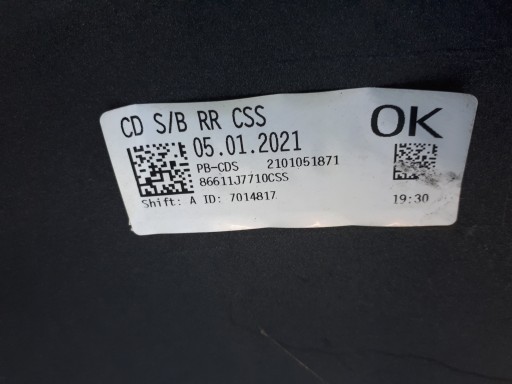 CD S/B RR CSS
OK
05.01.2021
PB-CDS 2101051871
86611J7710CSS
Shift: A ID: 7014817
19:30